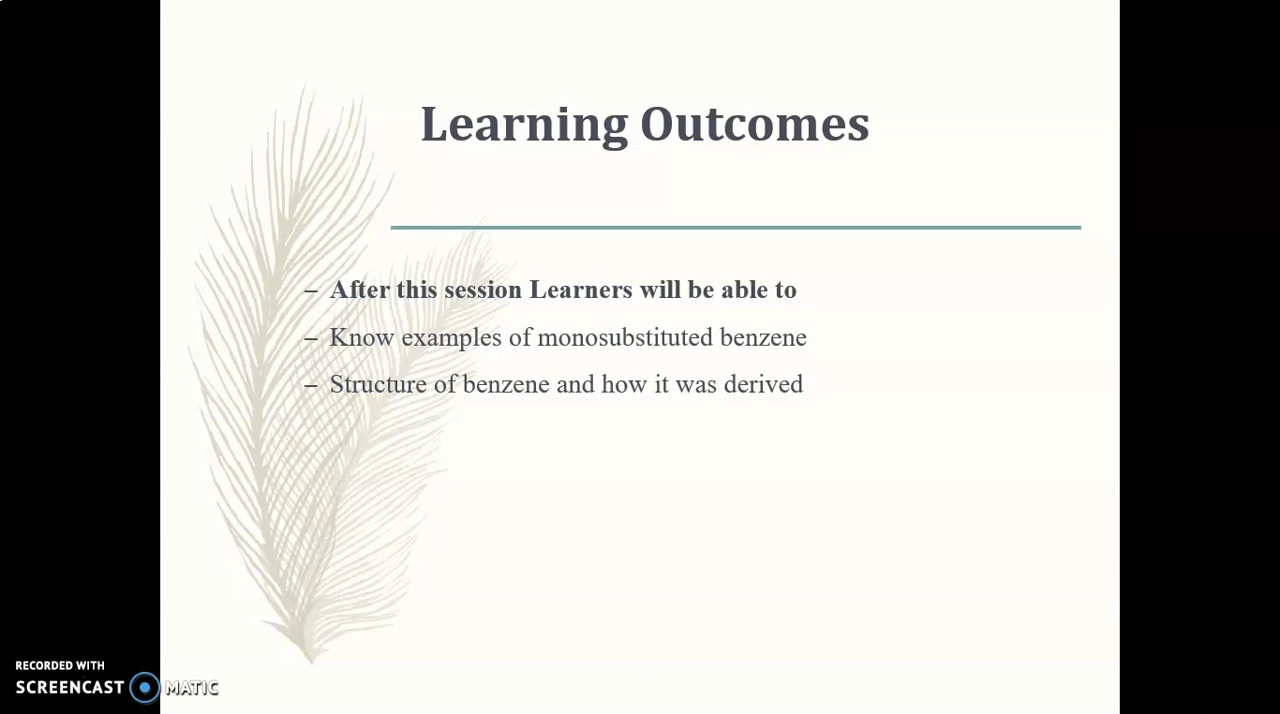 Learning Outcomes
– After this session Learners will be able to
– Know examples of monosubstituted benzene
– Structure of benzene and how it was derived
RECORDED WITH
SCREENCAST MATIC